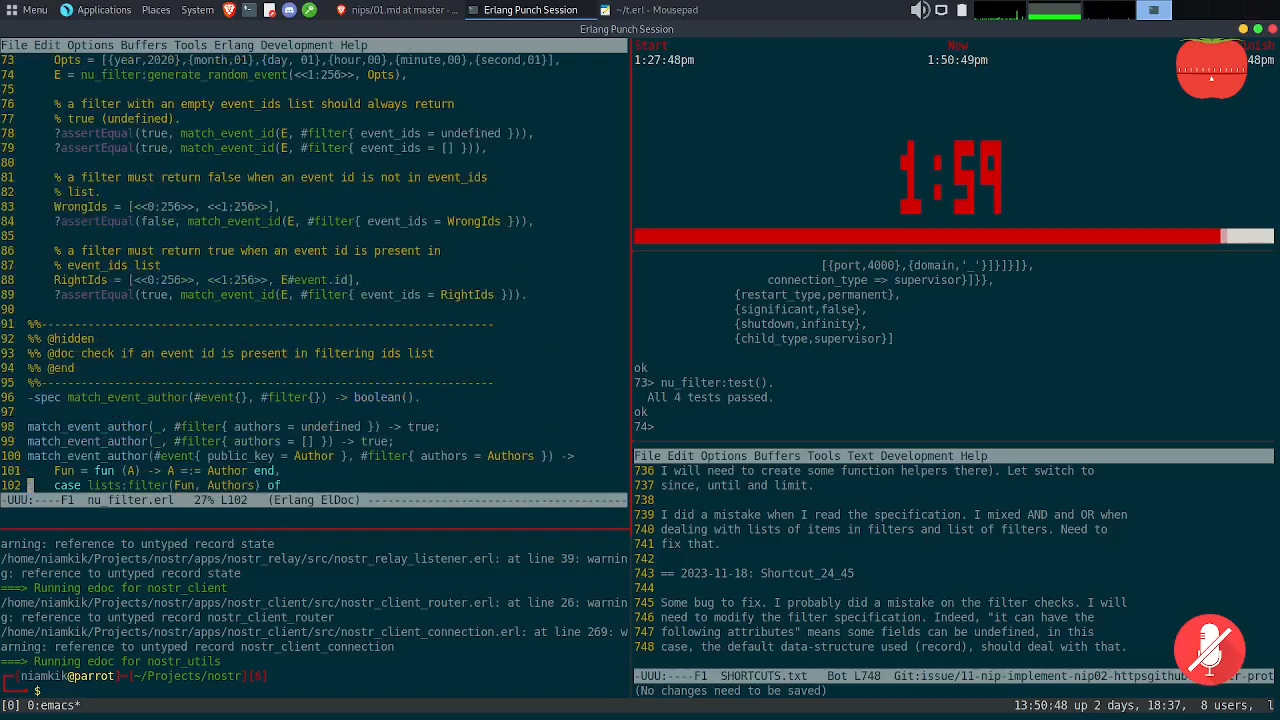 Menu Applications Places System nips/01.md at master - Erlang Punch Session ~/t.erl - Mousepad
Erlang Punch Session
File Edit Options Buffers Tools Erlang Development Help
73 Opts = [{year,2020},{month,01},{day, 01},{hour,00},{minute,00},{second,01}],
74 E = nu_filter:generate_random_event(<<1:256>>, Opts),
75
76 % a filter with an empty event_ids list should always return
77 % true (undefined).
78 ?assertEqual(true, match_event_id(E, #filter{ event_ids = undefined })),
79 ?assertEqual(true, match_event_id(E, #filter{ event_ids = [] })),
80
81 % a filter must return false when an event id is not in event_ids
82 % list.
83 WrongIds = [<<0:256>>, <<1:256>>],
84 ?assertEqual(false, match_event_id(E, #filter{ event_ids = WrongIds })),
85
86 % a filter must return true when an event id is present in
87 % event_ids list
88 RightIds = [<<0:256>>, <<1:256>>, E#event.id],
89 ?assertEqual(true, match_event_id(E, #filter{ event_ids = RightIds })).
90
91 %%--------------------------------------------------------------------
92 %% @hidden
93 %% @doc check if an event id is present in filtering ids list
94 %% @end
95 %%--------------------------------------------------------------------
96 -spec match_event_author(#event{}, #filter{}) -> boolean().
97
98 match_event_author(_, #filter{ authors = undefined }) -> true;
99 match_event_author(_, #filter{ authors = [] }) -> true;
100 match_event_author(#event{ public_key = Author }, #filter{ authors = Authors }) ->
101 Fun = fun (A) -> A =:= Author end,
102 case lists:filter(Fun, Authors) of
-UUU:----F1 nu_filter.erl 27% L102 (Erlang ElDoc) ---------------------------------------
arning: reference to untyped record state
/home/niamkik/Projects/nostr/apps/nostr_relay/src/nostr_relay_listener.erl: at line 39: warnin
g: reference to untyped record state
===> Running edoc for nostr_client
/home/niamkik/Projects/nostr/apps/nostr_client/src/nostr_client_router.erl: at line 26: warnin
g: reference to untyped record nostr_client_router
/home/niamkik/Projects/nostr/apps/nostr_client/src/nostr_client_connection.erl: at line 269: w
arning: reference to untyped record nostr_client_connection
===> Running edoc for nostr_utils
[niamkik@parrot]─[~/Projects/nostr][6]
$
Start Now
1:27:48pm 1:50:49pm 48pm
1:59
[{port,4000},{domain,'_'}]}]}]},
connection_type => supervisor}]}},
{restart_type,permanent},
{significant,false},
{shutdown,infinity},
{child_type,supervisor}]
ok
73> nu_filter:test().
All 4 tests passed.
ok
74>
File Edit Options Buffers Tools Text Development Help
736 I will need to create some function helpers there). Let switch to
737 since, until and limit.
738
739 I did a mistake when I read the specification. I mixed AND and OR when
740 dealing with lists of items in filters and list of filters. Need to
741 fix that.
742
743 == 2023-11-18: Shortcut_24_45
744
745 Some bug to fix. I probably did a mistake on the filter checks. I will
746 need to modify the filter specification. Indeed, "it can have the
747 following attributes" means some fields can be undefined, in this
748 case, the default data-structure used (record), should deal with that.
-UUU:----F1 SHORTCUTS.txt Bot L748 Git:issue/11-nip-implement-nip02-httpsgithub
(No changes need to be saved)
[0] 0:emacs* 13:50:48 up 2 days, 18:37, 8 users, l